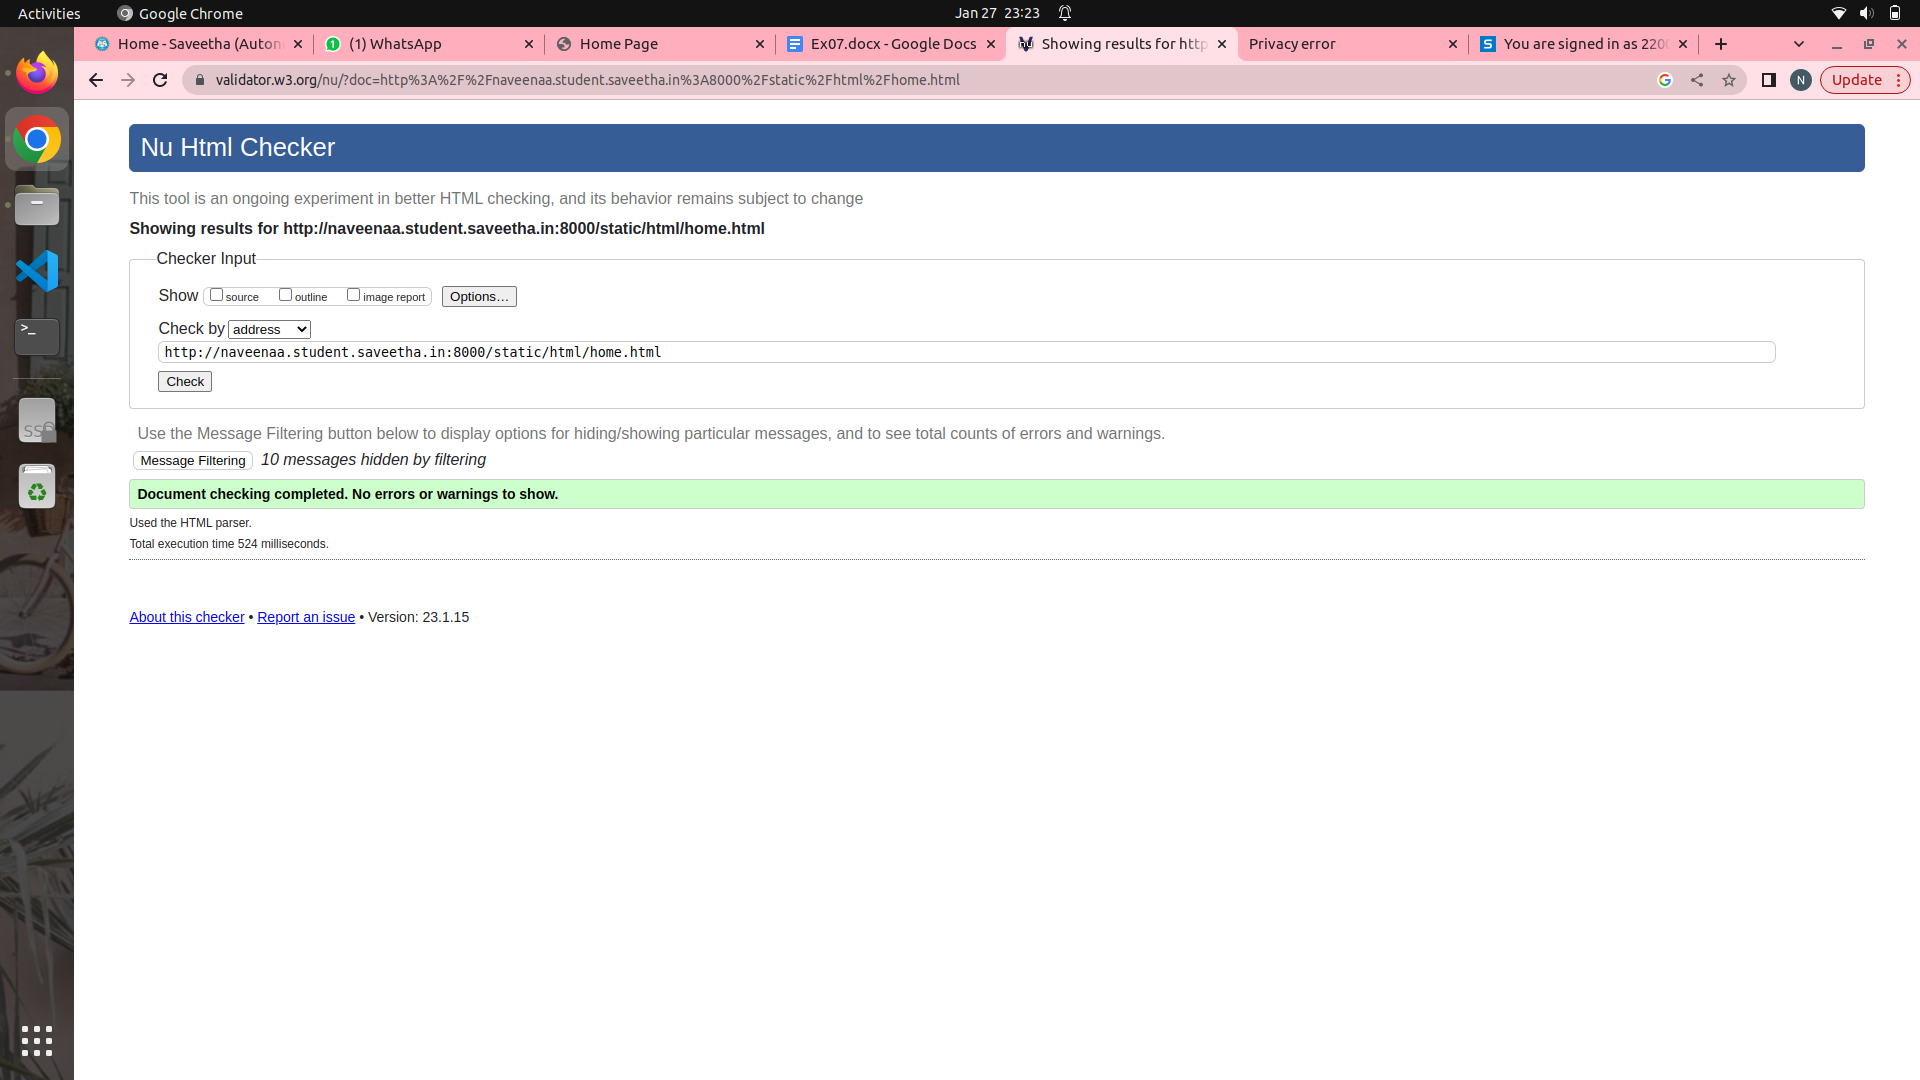 Activities
Google Chrome
Jan 27 23:23
Home - Saveetha (Auton
(1) WhatsApp
Home Page
Ex07.docx - Google Docs
Showing results for http
Privacy error
You are signed in as 220
validator.w3.org/nu/?doc=http%3A%2F%2Fnaveenaa.student.saveetha.in%3A8000%2Fstatic%2Fhtml%2Fhome.html
N
Update
Nu Html Checker
This tool is an ongoing experiment in better HTML checking, and its behavior remains subject to change
Showing results for http://naveenaa.student.saveetha.in:8000/static/html/home.html
Checker Input
Show source outline image report Options...
Check by address
http://naveenaa.student.saveetha.in:8000/static/html/home.html
Check
Use the Message Filtering button below to display options for hiding/showing particular messages, and to see total counts of errors and warnings.
Message Filtering 10 messages hidden by filtering
Document checking completed. No errors or warnings to show.
Used the HTML parser.
Total execution time 524 milliseconds.
About this checker • Report an issue • Version: 23.1.15